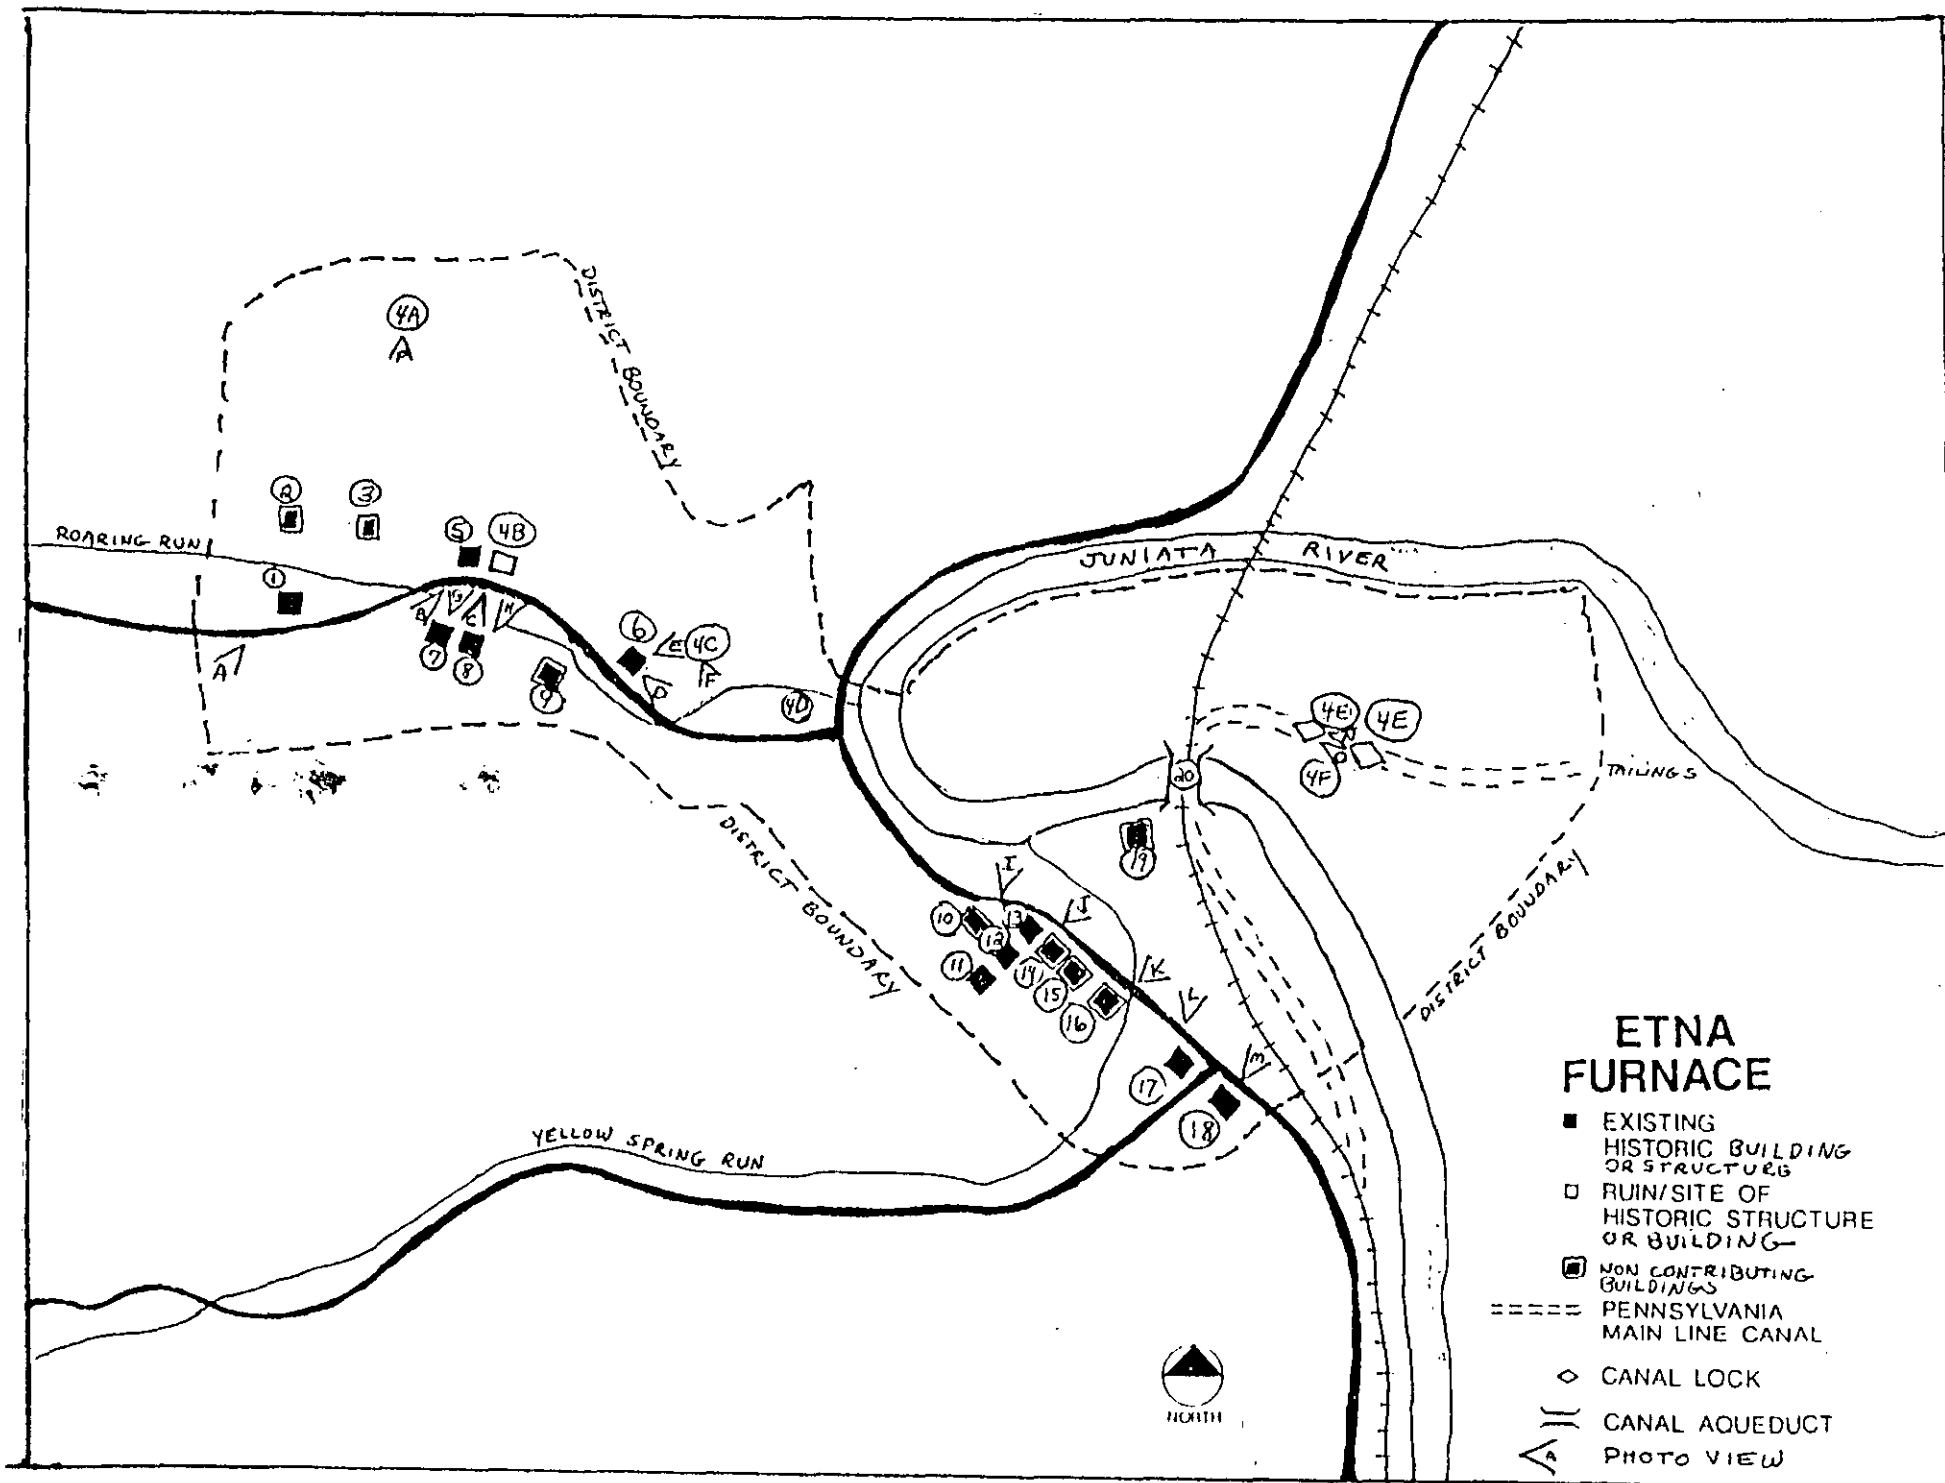 4A
A
DISTRICT BOUNDARY
2
3
5
4B
ROARING RUN
1
JUNIATA RIVER
B
G
C
H
6
E
4C
A
7
8
9
D
F
4D
4E
4E
4F
TAILINGS
20
DISTRICT BOUNDARY
19
I
J
10
13
12
11
14
15
16
K
L
DISTRICT BOUNDARY
M
17
18
YELLOW SPRING RUN
NORTH
ETNA
FURNACE
EXISTING
HISTORIC BUILDING
OR STRUCTURE
RUIN/SITE OF
HISTORIC STRUCTURE
OR BUILDING
NON CONTRIBUTING
BUILDINGS
PENNSYLVANIA
MAIN LINE CANAL
CANAL LOCK
CANAL AQUEDUCT
A PHOTO VIEW